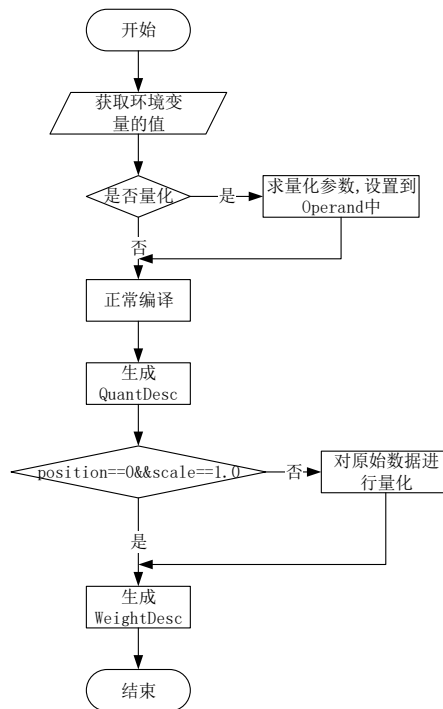 开始
获取环境变
量的值
是否量化
是
求量化参数,设置到
Operand中
否
正常编译
生成
QuantDesc
position==0&&scale==1.0
否
对原始数据进
行量化
是
生成
WeightDesc
结束